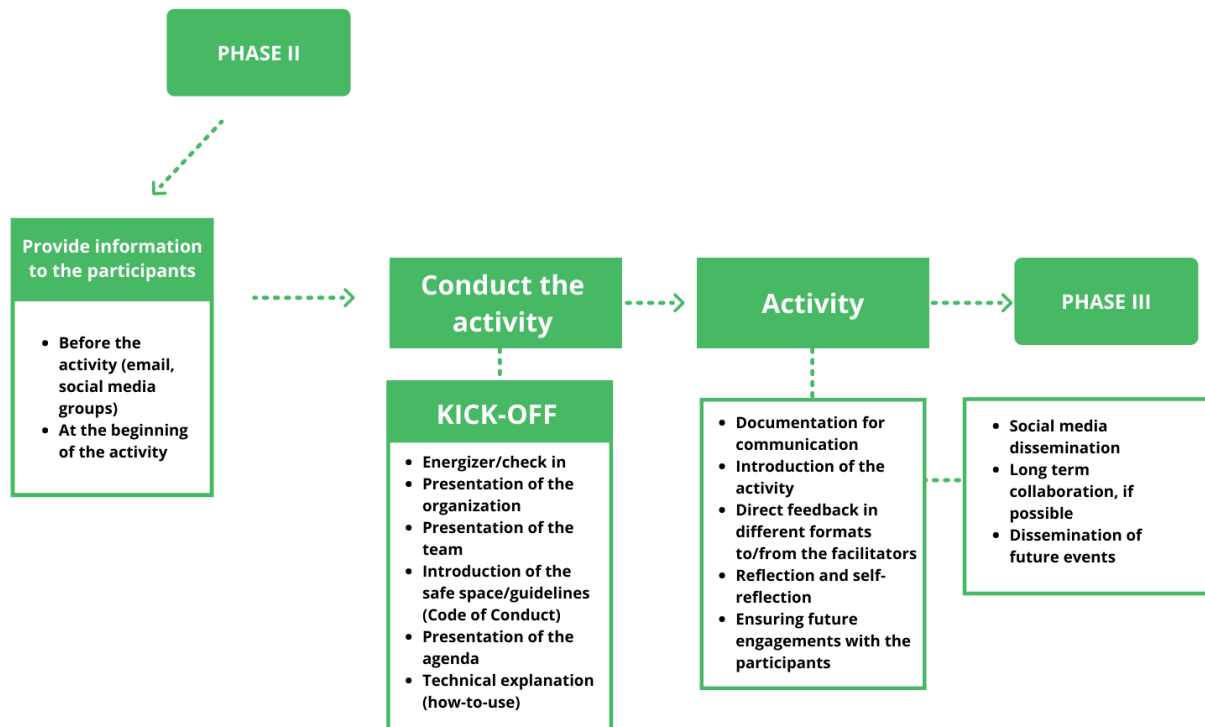 PHASE II
Provide information
to the participants
• Before the
activity (email,
social media
groups)
• At the beginning
of the activity
Conduct the
activity
KICK-OFF
• Energizer/check in
• Presentation of the
organization
• Presentation of the
team
• Introduction of the
safe space/guidelines
(Code of Conduct)
• Presentation of the
agenda
• Technical explanation
(how-to-use)
Activity
• Documentation for
communication
• Introduction of the
activity
• Direct feedback in
different formats
to/from the facilitators
• Reflection and self-
reflection
• Ensuring future
engagements with the
participants
PHASE III
• Social media
dissemination
• Long term
collaboration, if
possible
• Dissemination of
future events